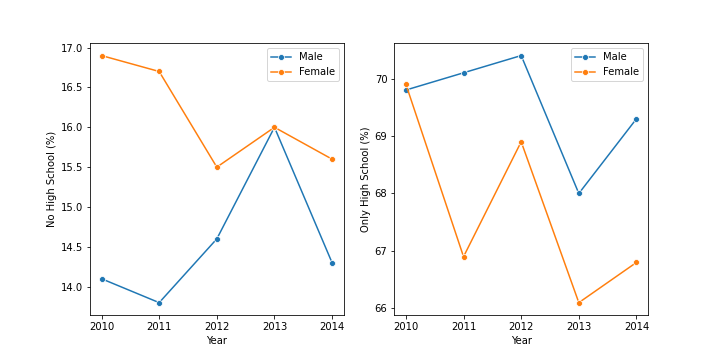 No High School (%)
17.0
16.5
16.0
15.5
15.0
14.5
14.0
2010 2011 2012 2013 2014
Year
Male
Female
Only High School (%)
70
69
68
67
66
2010 2011 2012 2013 2014
Year
Male
Female